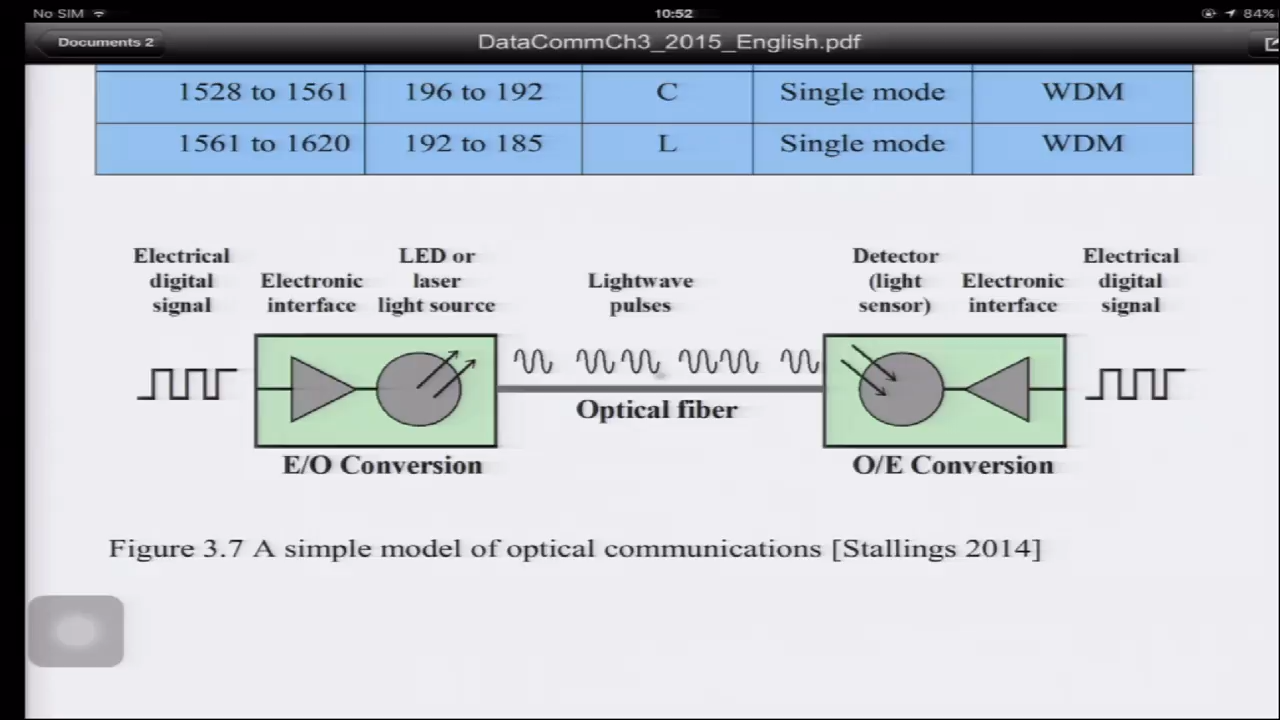 No SIM 10:52 84%
Documents 2 DataCommCh3_2015_English.pdf
1528 to 1561 196 to 192 C Single mode WDM
1561 to 1620 192 to 185 L Single mode WDM
Electrical digital signal
Electronic interface
LED or laser light source
Lightwave pulses
Detector (light sensor)
Electronic interface
Electrical digital signal
Optical fiber
E/O Conversion
O/E Conversion
Figure 3.7 A simple model of optical communications [Stallings 2014]